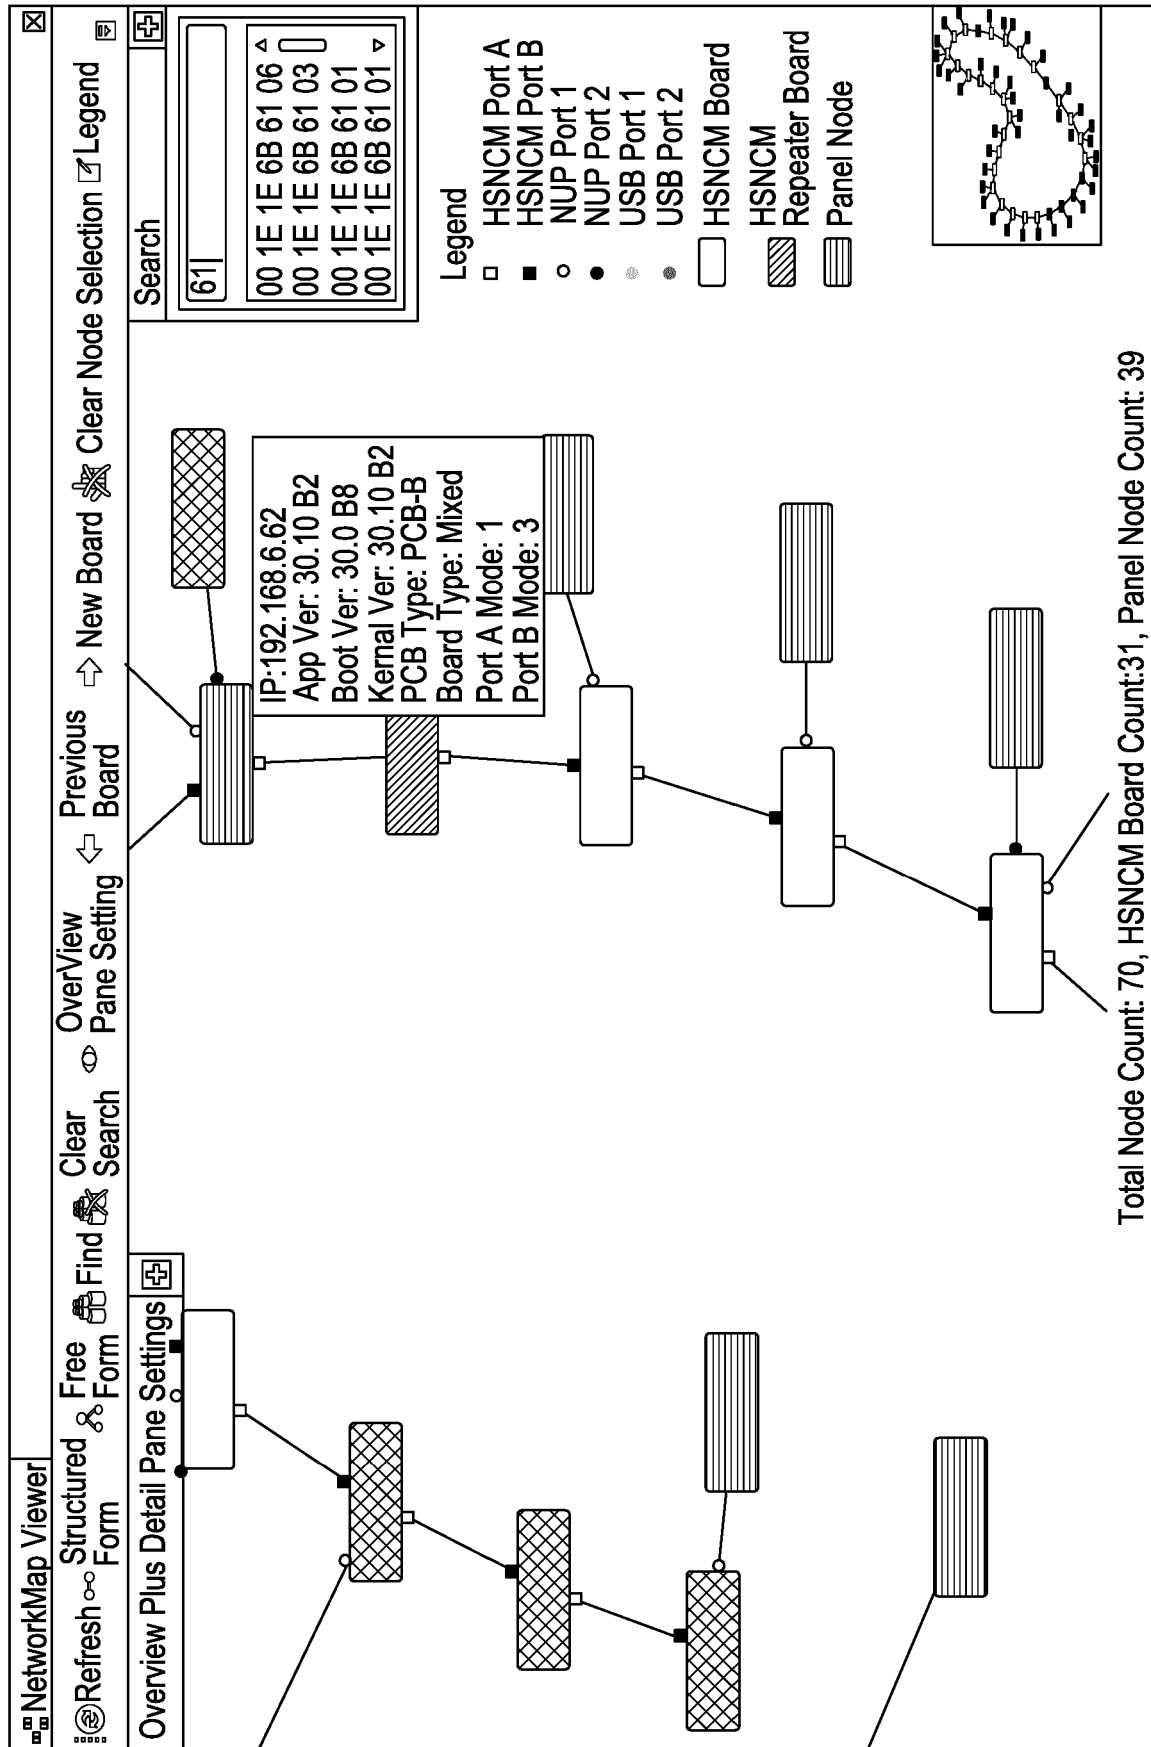 NetworkMap Viewer
Refresh
Structured
Form
Free
Form
Find
Clear
Search
OverView
Pane Setting
Previous
Board
New Board
Clear Node Selection
Legend
Overview Plus Detail Pane Settings
Search
61
00 1E 1E 6B 61 06
00 1E 1E 6B 61 03
00 1E 1E 6B 61 01
00 1E 1E 6B 61 01
IP:192.168.6.62
App Ver: 30.10 B2
Boot Ver: 30.0 B8
Kernal Ver: 30.10 B2
PCB Type: PCB-B
Board Type: Mixed
Port A Mode: 1
Port B Mode: 3
Legend
HSNCM Port A
HSNCM Port B
NUP Port 1
NUP Port 2
USB Port 1
USB Port 2
HSNCM Board
HSNCM
Repeater Board
Panel Node
Total Node Count: 70, HSNCM Board Count:31, Panel Node Count: 39